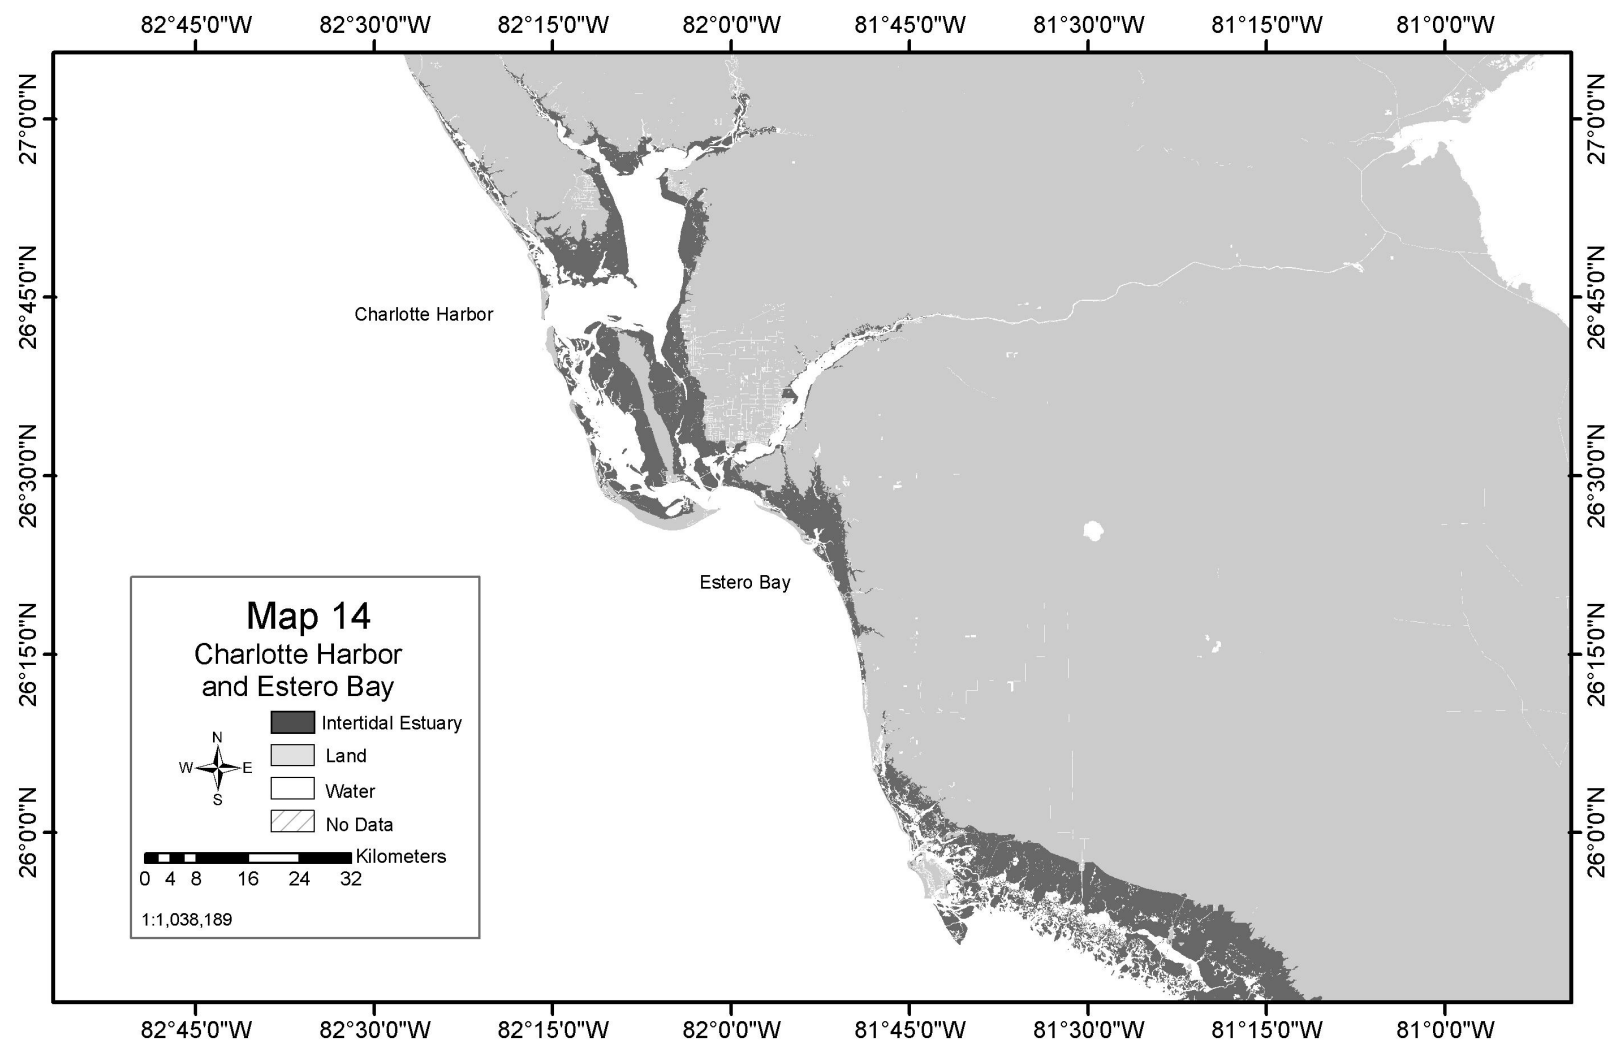 82°45'0"W 82°30'0"W 82°15'0"W 82°0'0"W 81°45'0"W 81°30'0"W 81°15'0"W 81°0'0"W
27°0'0"N 27°0'0"N
26°45'0"N 26°45'0"N
Charlotte Harbor
26°30'0"N 26°30'0"N
Estero Bay
26°15'0"N 26°15'0"N
26°0'0"N 26°0'0"N
Map 14
Charlotte Harbor
and Estero Bay
Intertidal Estuary
Land
Water
No Data
N
W E
S
Kilometers
0 4 8 16 24 32
1:1,038,189
82°45'0"W 82°30'0"W 82°15'0"W 82°0'0"W 81°45'0"W 81°30'0"W 81°15'0"W 81°0'0"W